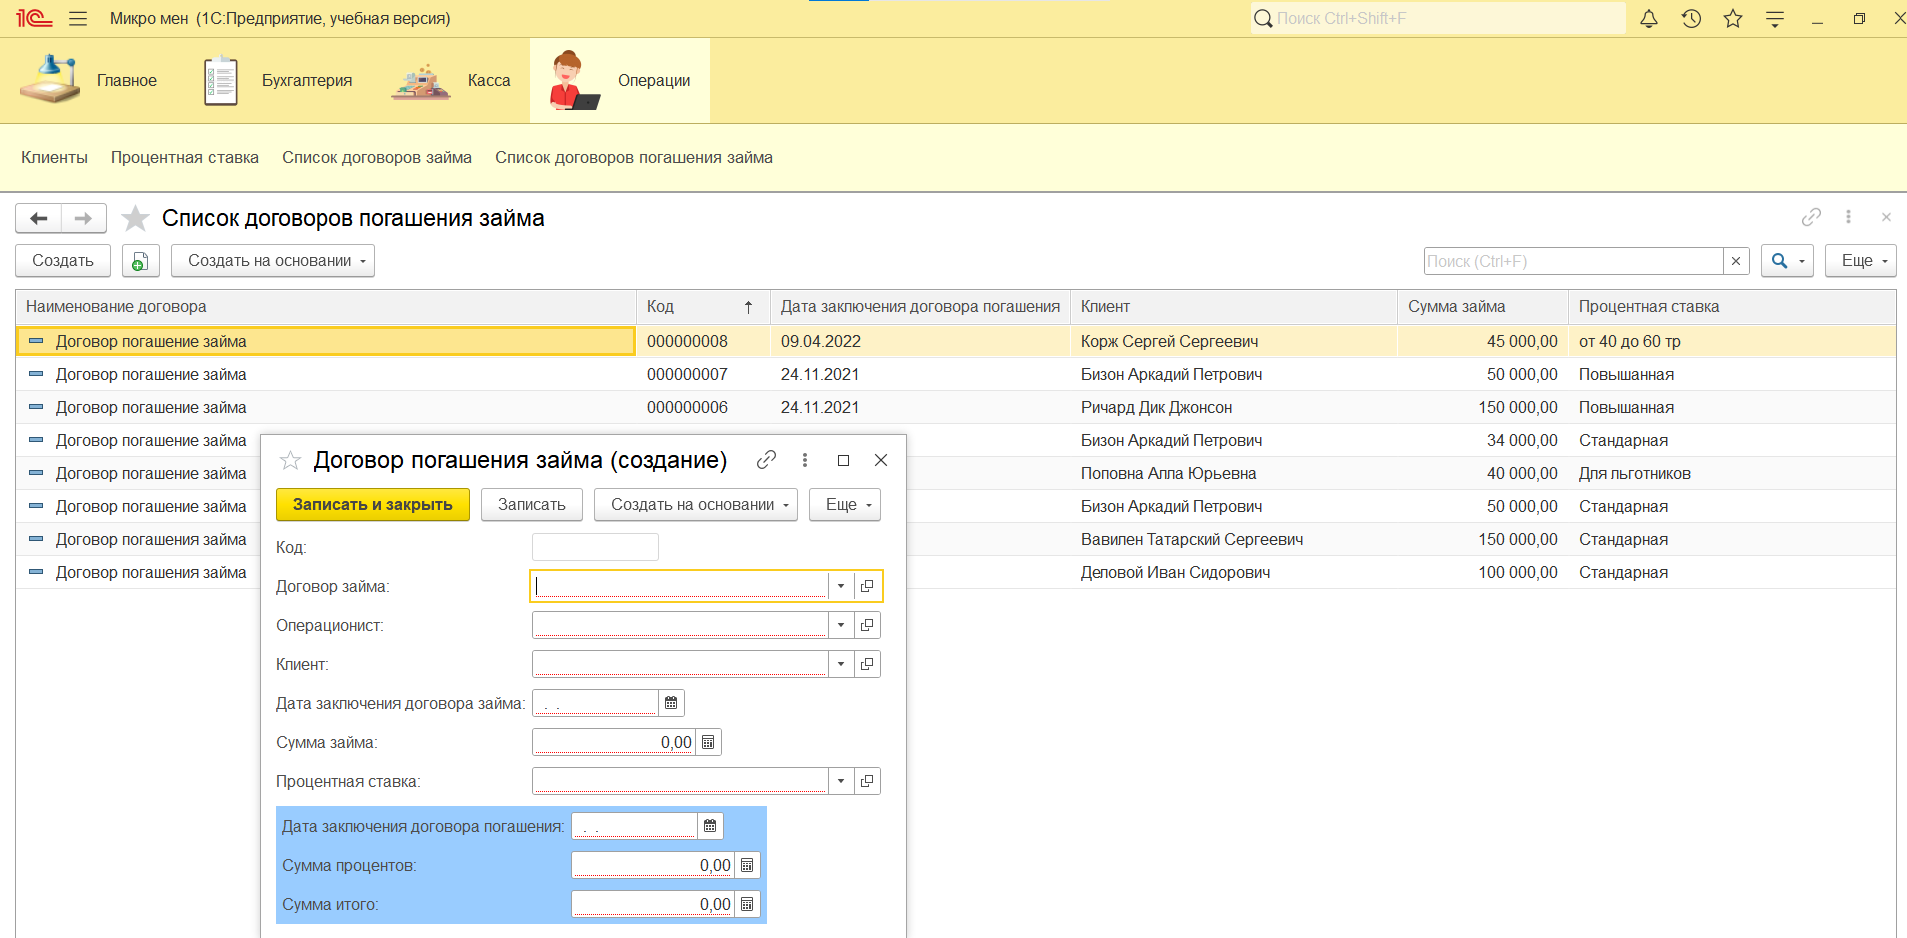 1С Микро мен (1С:Предприятие, учебная версия) Поиск Ctrl+Shift+F
Главное Бухгалтерия Касса Операции
Клиенты Процентная ставка Список договоров займа Список договоров погашения займа
Список договоров погашения займа
Создать Создать на основании Поиск (Ctrl+F) × Еще
Наименование договора Код ↑ Дата заключения договора погашения Клиент Сумма займа Процентная ставка
Договор погашение займа 000000008 09.04.2022 Корж Сергей Сергеевич 45 000,00 от 40 до 60 тр
Договор погашение займа 000000007 24.11.2021 Бизон Аркадий Петрович 50 000,00 Повышанная
Договор погашение займа 000000006 24.11.2021 Ричард Дик Джонсон 150 000,00 Повышанная
Договор погашение займа Бизон Аркадий Петрович 34 000,00 Стандарная
Договор погашение займа Поповна Алла Юрьевна 40 000,00 Для льготников
Договор погашение займа Бизон Аркадий Петрович 50 000,00 Стандарная
Договор погашения займа Вавилен Татарский Сергеевич 150 000,00 Стандарная
Договор погашения займа Деловой Иван Сидорович 100 000,00 Стандарная
Договор погашения займа (создание)
Записать и закрыть Записать Создать на основании Еще
Код:
Договор займа:
Операционист:
Клиент:
Дата заключения договора займа: . .
Сумма займа: 0,00
Процентная ставка:
Дата заключения договора погашения: . .
Сумма процентов: 0,00
Сумма итого: 0,00